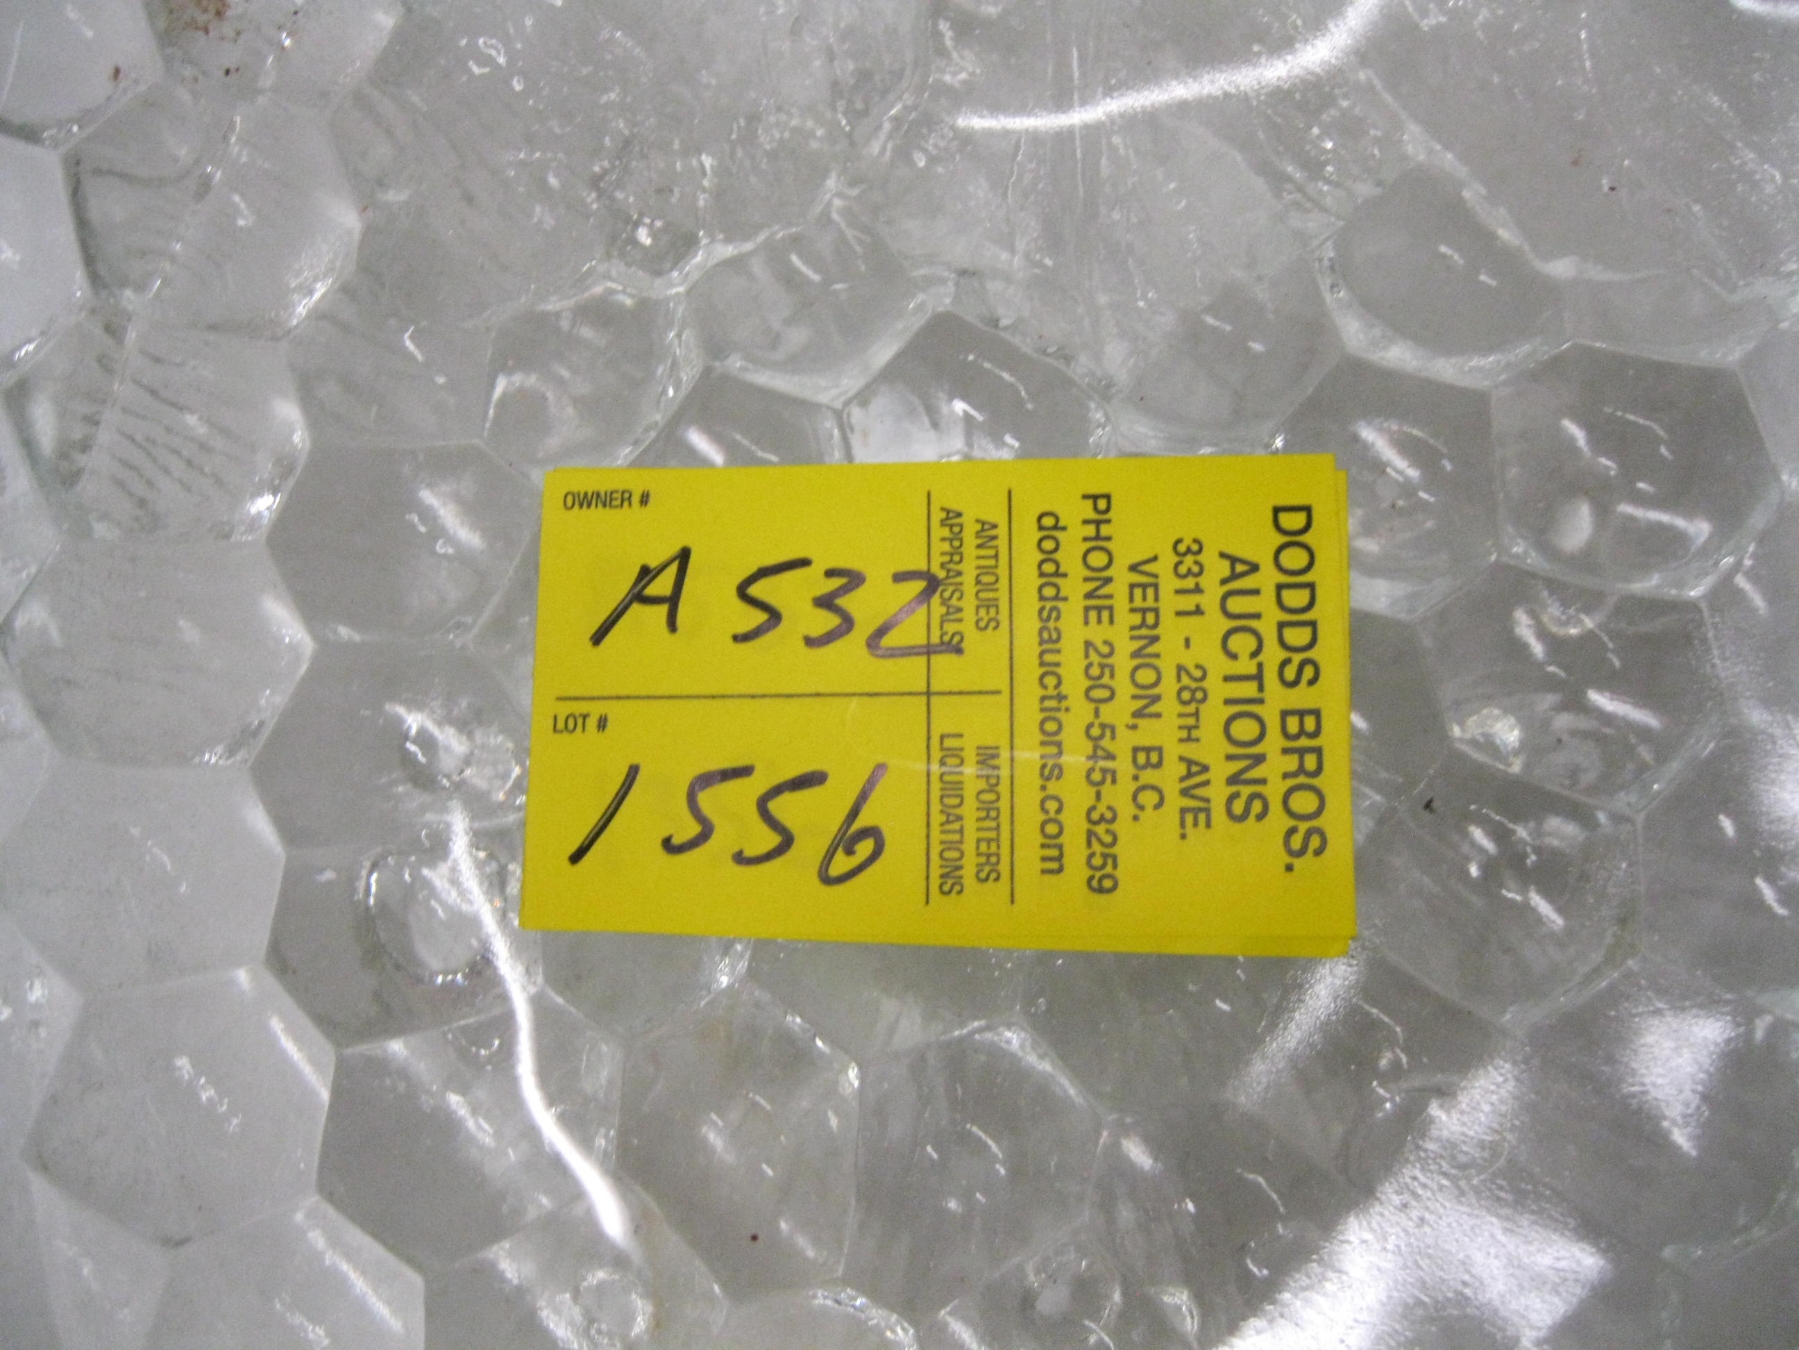 DODDS BROS.
AUCTIONS
3311 - 28TH AVE.
VERNON, B.C.
PHONE 250-545-3259
doddsauctions.com
ANTIQUES IMPORTERS
APPRAISALS LIQUIDATIONS
OWNER #
A 532
LOT #
1556